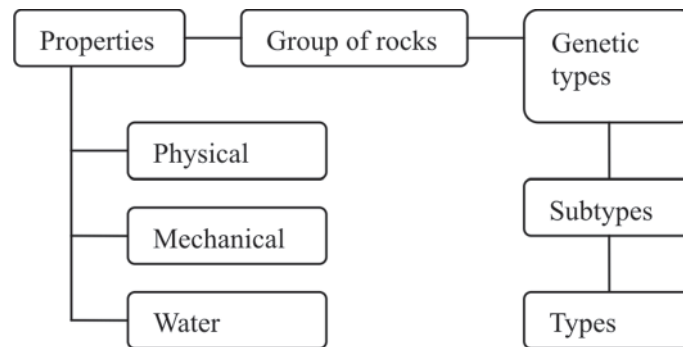 Properties
Group of rocks
Genetic
types
Physical
Mechanical
Subtypes
Water
Types